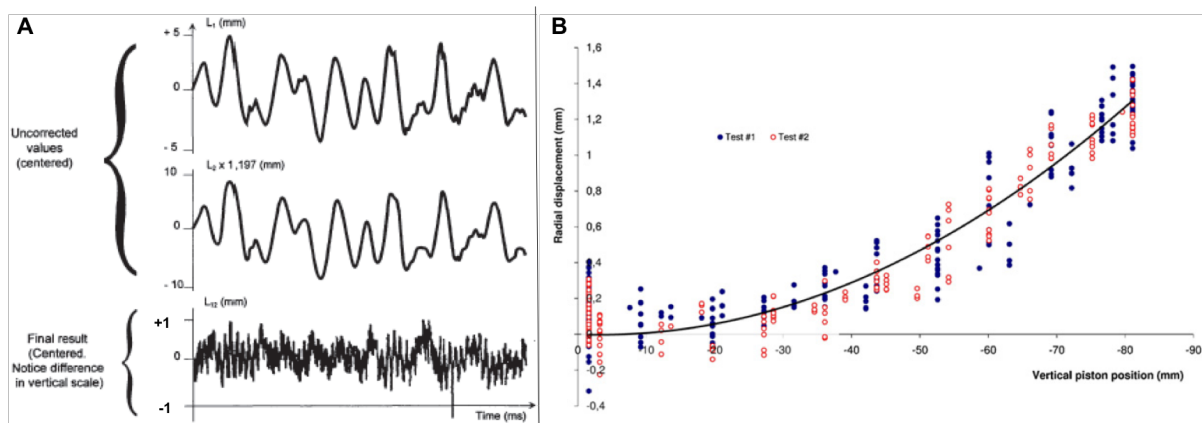 A
L₁ (mm)
+ 5
0
- 5
Uncorrected
values
(centered)
L₂ x 1,197 (mm)
10
0
- 10
L₁₂ (mm)
+1
0
-1
Final result
(Centered.
Notice difference
in vertical scale)
Time (ms)
B
Radial displacement (mm)
1,6
1,4
1,2
1
0,8
0,6
0,4
0,2
-0,2
-0,4
Test #1
Test #2
0
-10
-20
-30
-40
-50
-60
-70
-80
-90
Vertical piston position (mm)